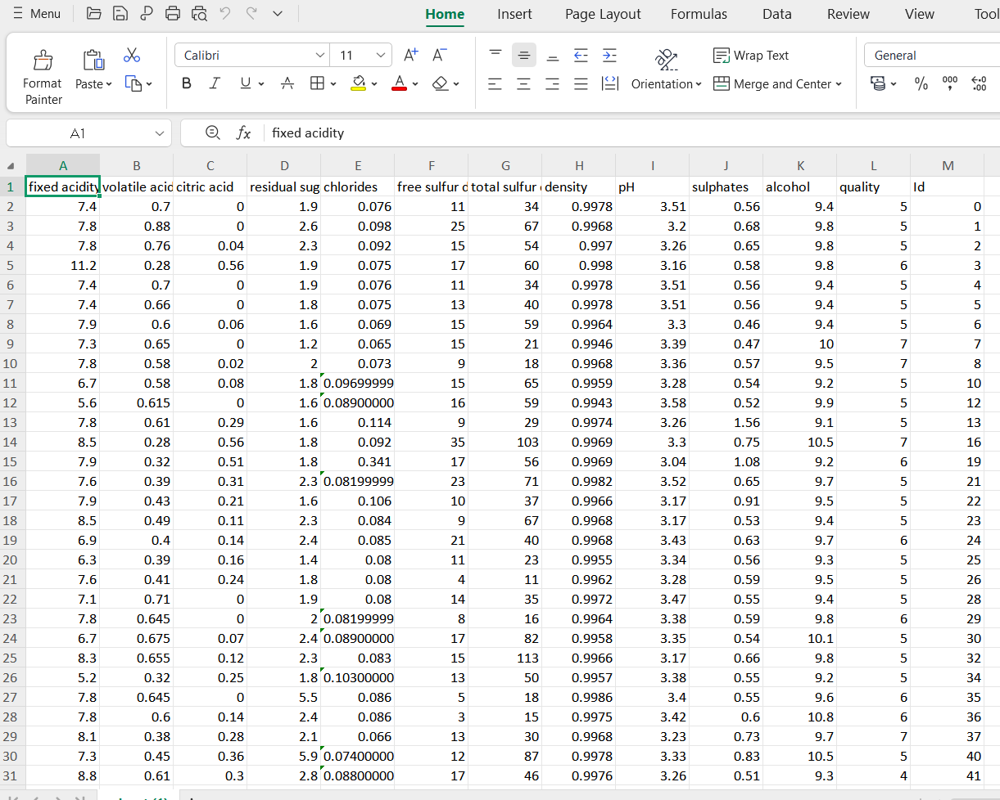 Menu Home Insert Page Layout Formulas Data Review View Tool
Format Painter Paste Calibri 11 A+ A- Orientation Wrap Text Merge and Center General
B I U A A % 000 .00
A1 fx fixed acidity
A B C D E F G H I J K L M
1 fixed acidity volatile acid citric acid residual sug chlorides free sulfur d total sulfur density pH sulphates alcohol quality Id
2 7.4 0.7 0 1.9 0.076 11 34 0.9978 3.51 0.56 9.4 5 0
3 7.8 0.88 0 2.6 0.098 25 67 0.9968 3.2 0.68 9.8 5 1
4 7.8 0.76 0.04 2.3 0.092 15 54 0.997 3.26 0.65 9.8 5 2
5 11.2 0.28 0.56 1.9 0.075 17 60 0.998 3.16 0.58 9.8 6 3
6 7.4 0.7 0 1.9 0.076 11 34 0.9978 3.51 0.56 9.4 5 4
7 7.4 0.66 0 1.8 0.075 13 40 0.9978 3.51 0.56 9.4 5 5
8 7.9 0.6 0.06 1.6 0.069 15 59 0.9964 3.3 0.46 9.4 5 6
9 7.3 0.65 0 1.2 0.065 15 21 0.9946 3.39 0.47 10 7 7
10 7.8 0.58 0.02 2 0.073 9 18 0.9968 3.36 0.57 9.5 7 8
11 6.7 0.58 0.08 1.8 0.09699999 15 65 0.9959 3.28 0.54 9.2 5 10
12 5.6 0.615 0 1.6 0.08900000 16 59 0.9943 3.58 0.52 9.9 5 12
13 7.8 0.61 0.29 1.6 0.114 9 29 0.9974 3.26 1.56 9.1 5 13
14 8.5 0.28 0.56 1.8 0.092 35 103 0.9969 3.3 0.75 10.5 7 16
15 7.9 0.32 0.51 1.8 0.341 17 56 0.9969 3.04 1.08 9.2 6 19
16 7.6 0.39 0.31 2.3 0.08199999 23 71 0.9982 3.52 0.65 9.7 5 21
17 7.9 0.43 0.21 1.6 0.106 10 37 0.9966 3.17 0.91 9.5 5 22
18 8.5 0.49 0.11 2.3 0.084 9 67 0.9968 3.17 0.53 9.4 5 23
19 6.9 0.4 0.14 2.4 0.085 21 40 0.9968 3.43 0.63 9.7 6 24
20 6.3 0.39 0.16 1.4 0.08 11 23 0.9955 3.34 0.56 9.3 5 25
21 7.6 0.41 0.24 1.8 0.08 4 11 0.9962 3.28 0.59 9.5 5 26
22 7.1 0.71 0 1.9 0.08 14 35 0.9972 3.47 0.55 9.4 5 28
23 7.8 0.645 0 2 0.08199999 8 16 0.9964 3.38 0.59 9.8 6 29
24 6.7 0.675 0.07 2.4 0.08900000 17 82 0.9958 3.35 0.54 10.1 5 30
25 8.3 0.655 0.12 2.3 0.083 15 113 0.9966 3.17 0.66 9.8 5 32
26 5.2 0.32 0.25 1.8 0.10300000 13 50 0.9957 3.38 0.55 9.2 5 34
27 7.8 0.645 0 5.5 0.086 5 18 0.9986 3.4 0.55 9.6 6 35
28 7.8 0.6 0.14 2.4 0.086 3 15 0.9975 3.42 0.6 10.8 6 36
29 8.1 0.38 0.28 2.1 0.066 13 30 0.9968 3.23 0.73 9.7 7 37
30 7.3 0.45 0.36 5.9 0.07400000 12 87 0.9978 3.33 0.83 10.5 5 40
31 8.8 0.61 0.3 2.8 0.08800000 17 46 0.9976 3.26 0.51 9.3 4 41